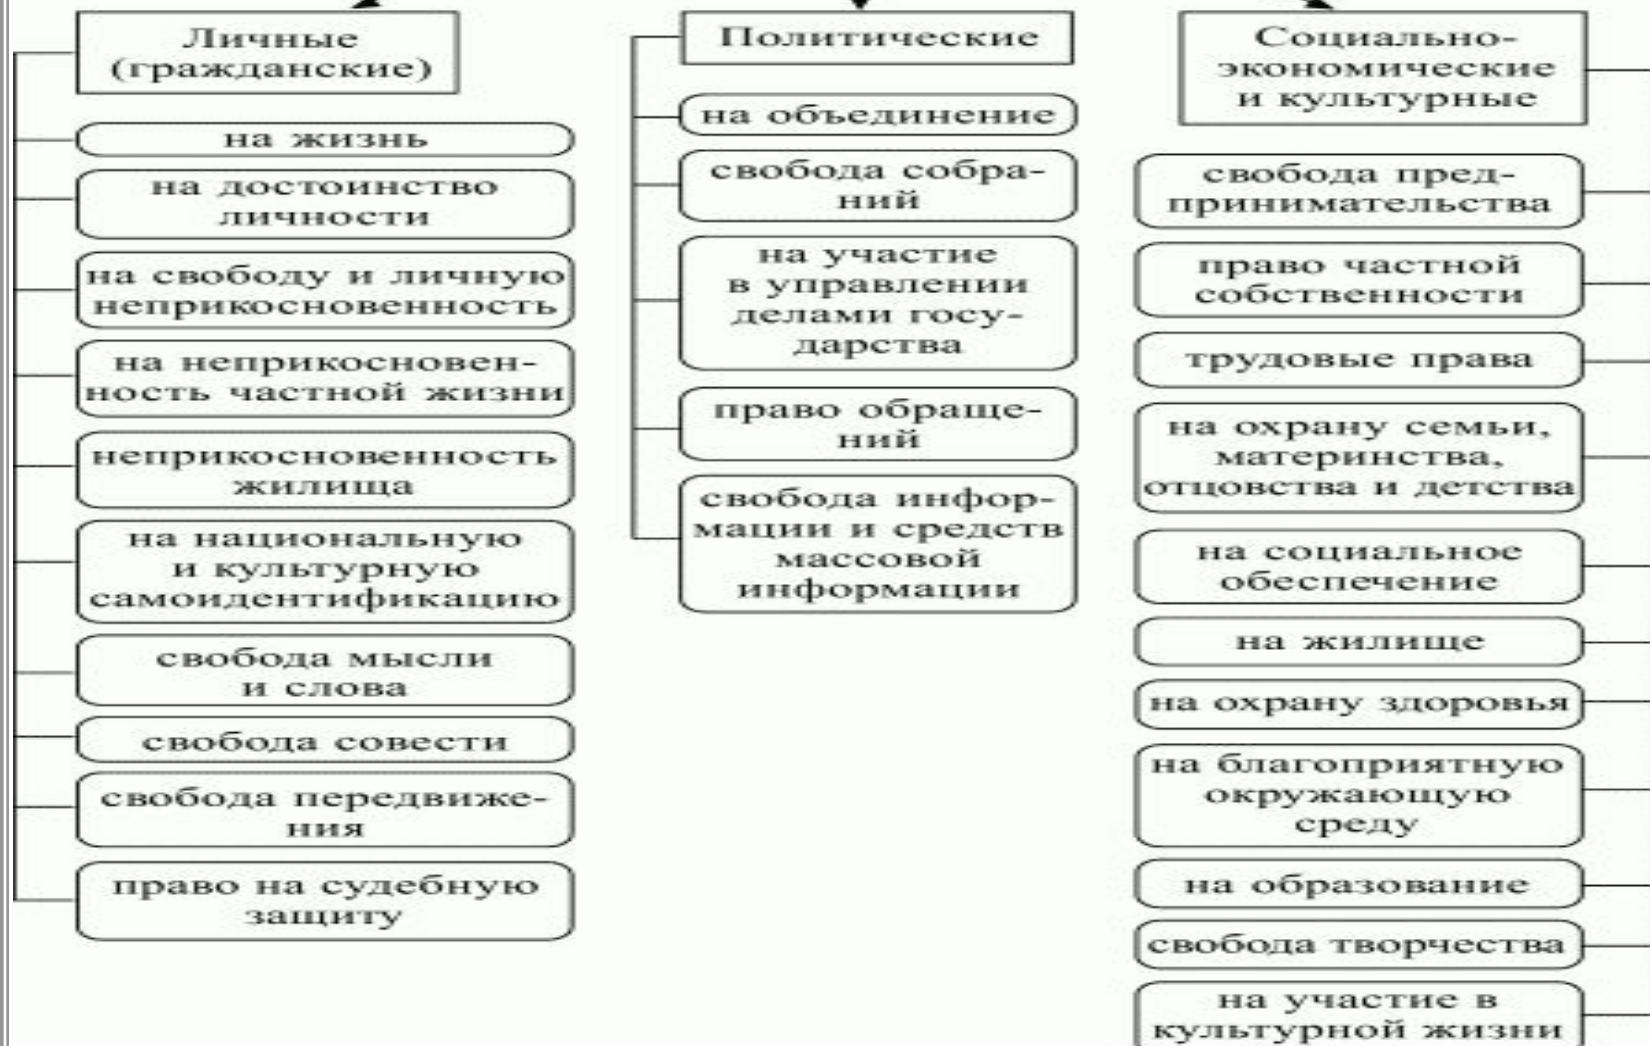 Личные
(гражданские)
на жизнь
на достоинство
личности
на свободу и личную
неприкосновенность
на неприкосновен-
ность частной жизни
неприкосновенность
жилища
на национальную
и культурную
самоидентификацию
свобода мысли
и слова
свобода совести
свобода передвиже-
ния
право на судебную
защиту
Политические
на объединение
свобода собра-
ний
на участие
в управлении
делами госу-
дарства
право обраще-
ний
свобода инфор-
мации и средств
массовой
информации
Социально-
экономические
и культурные
свобода пред-
принимательства
право частной
собственности
трудовые права
на охрану семьи,
материнства,
отцовства и детства
на социальное
обеспечение
на жилище
на охрану здоровья
на благоприятную
окружающую
среду
на образование
свобода творчества
на участие в
культурной жизни